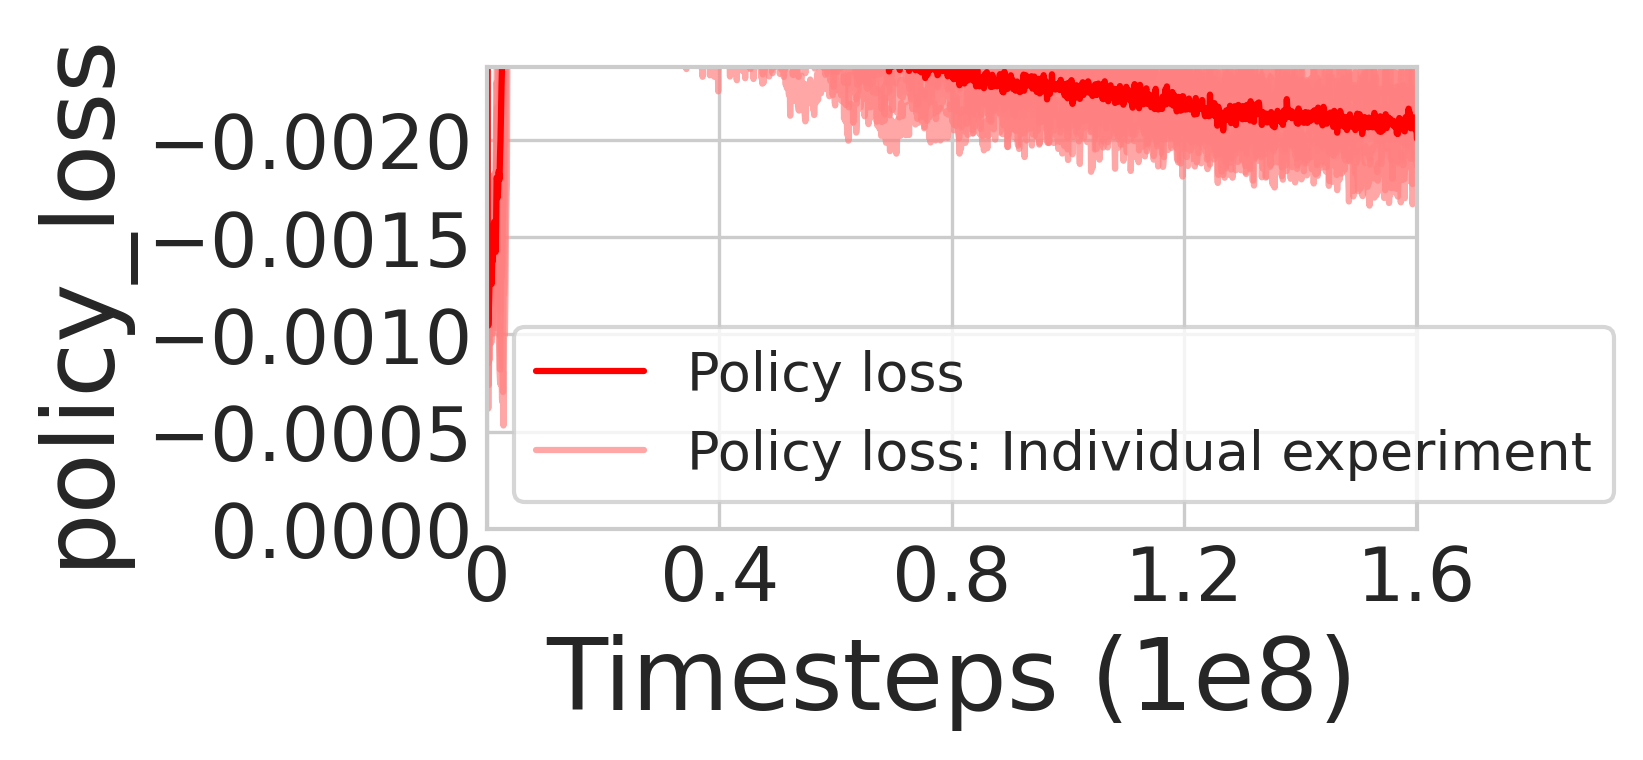 policy_loss
−0.0020
−0.0015
−0.0010
−0.0005
0.0000
Policy loss
Policy loss: Individual experiment
0 0.4 0.8 1.2 1.6
Timesteps (1e8)